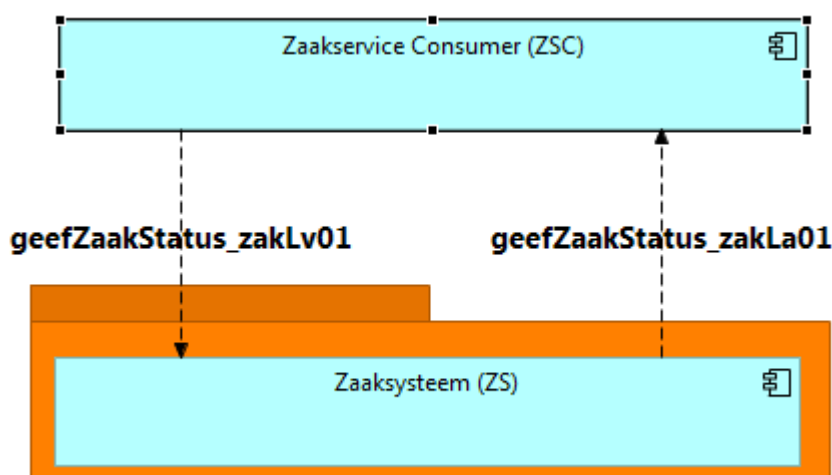 Zaakservice Consumer (ZSC)
geefZaakStatus_zakLv01
geefZaakStatus_zakLa01
Zaaksysteem (ZS)